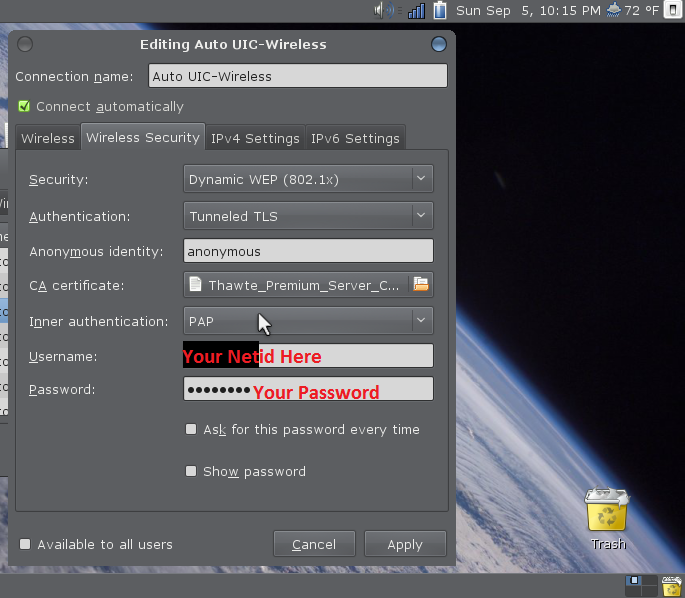 Sun Sep 5, 10:15 PM 72 °F
Editing Auto UIC-Wireless
Connection name: Auto UIC-Wireless
Connect automatically
Wireless Wireless Security IPv4 Settings IPv6 Settings
Security: Dynamic WEP (802.1x)
Authentication: Tunneled TLS
Anonymous identity: anonymous
CA certificate: Thawte_Premium_Server_C...
Inner authentication: PAP
Username: Your Netid Here
Password: ●●●●●●●● Your Password
Ask for this password every time
Show password
Available to all users Cancel Apply
Trash